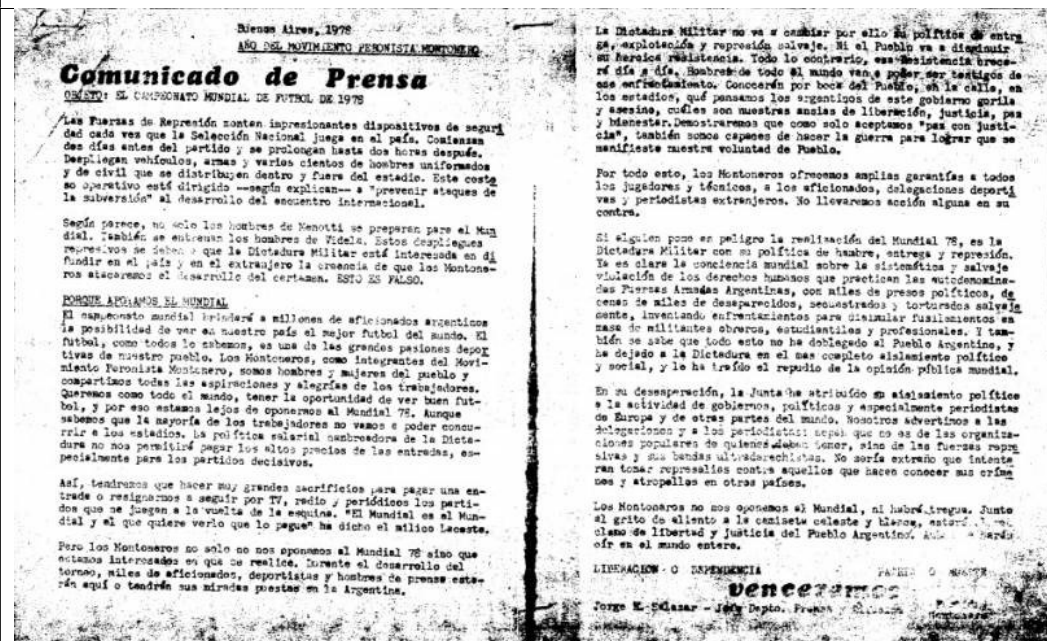 Buenos Aires, 1978
AÑO DEL MOVIMIENTO PERONISTA MONTONERO
Comunicado de Prensa
OBJETO: EL CAMPEONATO MUNDIAL DE FUTBOL DE 1978
Las Fuerzas de Represión montan impresionantes dispositivos de seguri
dad cada vez que la Selección Nacional juega en el país. Comienzan
dos días antes del partido y se prolongan hasta dos horas después.
Despliegan vehículos, armas y varios cientos de hombres uniformados
y de civil que se distribuyen dentro y fuera del estadio. Este costo
so operativo está dirigido --según explican-- a "prevenir ataques de
la subversión" al desarrollo del encuentro internacional.
Según parece, no solo los hombres de Menotti se preparan para el Mun
dial. También se entrenan los hombres de Videla. Estos despliegues
represivos se deben a que la Dictadura Militar está interesada en di
fundir en el país y en el extranjero la creencia de que los Montone-
ros atacaremos el desarrollo del certamen. ESTO ES FALSO.
PORQUE APOYAMOS EL MUNDIAL
El campeonato mundial brindará a millones de aficionados argentinos
la posibilidad de ver en nuestro país el mejor futbol del mundo. El
futbol, como todos lo sabemos, es una de las grandes pasiones depor
tivas de nuestro pueblo. Los Montoneros, como integrantes del Movi-
miento Peronista Montonero, somos hombres y mujeres del pueblo y
compartimos todas las aspiraciones y alegrías de los trabajadores.
Queremos como todo el mundo, tener la oportunidad de ver buen fut-
bol, y por eso estamos lejos de oponernos al Mundial 78. Aunque
sabemos que la mayoría de los trabajadores no vamos a poder concu-
rrir a los estadios. La política salarial hambreadora de la Dicta-
dura no nos permitirá pagar los altos precios de las entradas, es-
pecialmente para los partidos decisivos.
Así, tendremos que hacer muy grandes sacrificios para pagar una en-
trada o resignarnos a seguir por TV, radio y periódicos los parti-
dos que se juegan a la vuelta de la esquina. "El Mundial es el Mun-
dial y el que quiere verlo que lo pague" ha dicho el milico Lacoste.
Pero los Montoneros no solo no nos oponemos al Mundial 78 sino que
estamos interesados en que se realice. Durante el desarrollo del
torneo, miles de aficionados, deportistas y hombres de prensa esta-
rán aquí o tendrán sus miradas puestas en la Argentina.
La Dictadura Militar no va a cambiar por ello su política de entre
ga, explotación y represión salvaje. Ni el Pueblo va a disminuir
su heroica resistencia. Todo lo contrario, esa Resistencia crece-
rá día a día. Hombres de todo el mundo van a poder ser testigos de
ese enfrentamiento. Conocerán por boca del Pueblo, en la calle, en
los estadios, qué pensamos los argentinos de este gobierno gorila
y asesino, cuáles son nuestras ansias de liberación, justicia, paz
y bienestar. Demostraremos que como solo aceptamos "paz con justi-
cia", también somos capaces de hacer la guerra para lograr que se
manifieste nuestra voluntad de Pueblo.
Por todo esto, los Montoneros ofrecemos amplias garantías a todos
los jugadores y técnicos, a los aficionados, delegaciones deporti
vas y periodistas extranjeros. No llevaremos acción alguna en su
contra.
Si alguien pone en peligro la realización del Mundial 78, es la
Dictadura Militar con su política de hambre, entrega y represión.
Ya es clara la conciencia mundial sobre la sistemática y salvaje
violación de los derechos humanos que practican las autodenomina-
das Fuerzas Armadas Argentinas, con miles de presos políticos, de
cenas de miles de desaparecidos, secuestrados y torturados salvaje
mente, inventando enfrentamientos para disimular fusilamientos en
masa de militantes obreros, estudiantiles y profesionales. Y tam-
bién se sabe que todo esto no ha doblegado al Pueblo Argentino, y
ha dejado a la Dictadura en el mas completo aislamiento político
y social, y le ha traído el repudio de la opinión pública mundial.
En su desesperación, la Junta ha atribuído su aislamiento político
a la actividad de gobiernos, políticos y especialmente periodistas
de Europa y de otras partes del mundo. Nosotros advertimos a las
delegaciones y a los periodistas: sepan que no es de las organiza-
ciones populares de quienes deben temer, sino de las fuerzas repre
sivas y sus bandas ultraderechistas. No sería extraño que intenta
ran tomar represalias contra aquellos que hacen conocer sus críme
nes y atropellos en otros países.
Los Montoneros no nos oponemos al Mundial, ni habrá tregua. Junto
al grito de aliento a la camiseta celeste y blanca, estará el re
clamo de libertad y justicia del Pueblo Argentino. se harán
oír en el mundo entero.
LIBERACION O DEPENDENCIA PATRIA O MUERTE
venceremos
Jorge E. Salazar - Jefe Depto. Prensa y